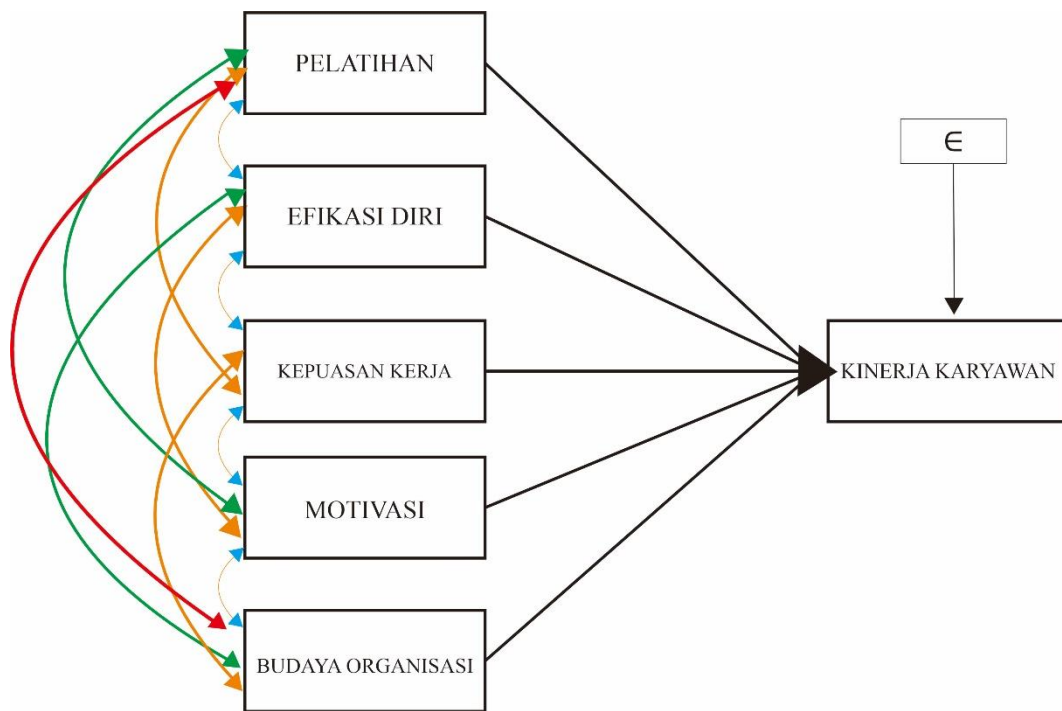 PELATIHAN
∈
EFIKASI DIRI
KEPUASAN KERJA
KINERJA KARYAWAN
MOTIVASI
BUDAYA ORGANISASI